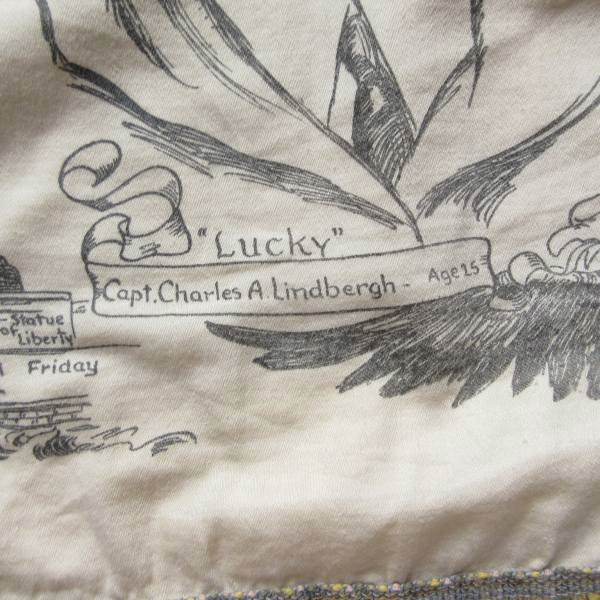 "Lucky"
Capt. Charles A. Lindbergh - Age 25
-Statue
of Liberty
Friday